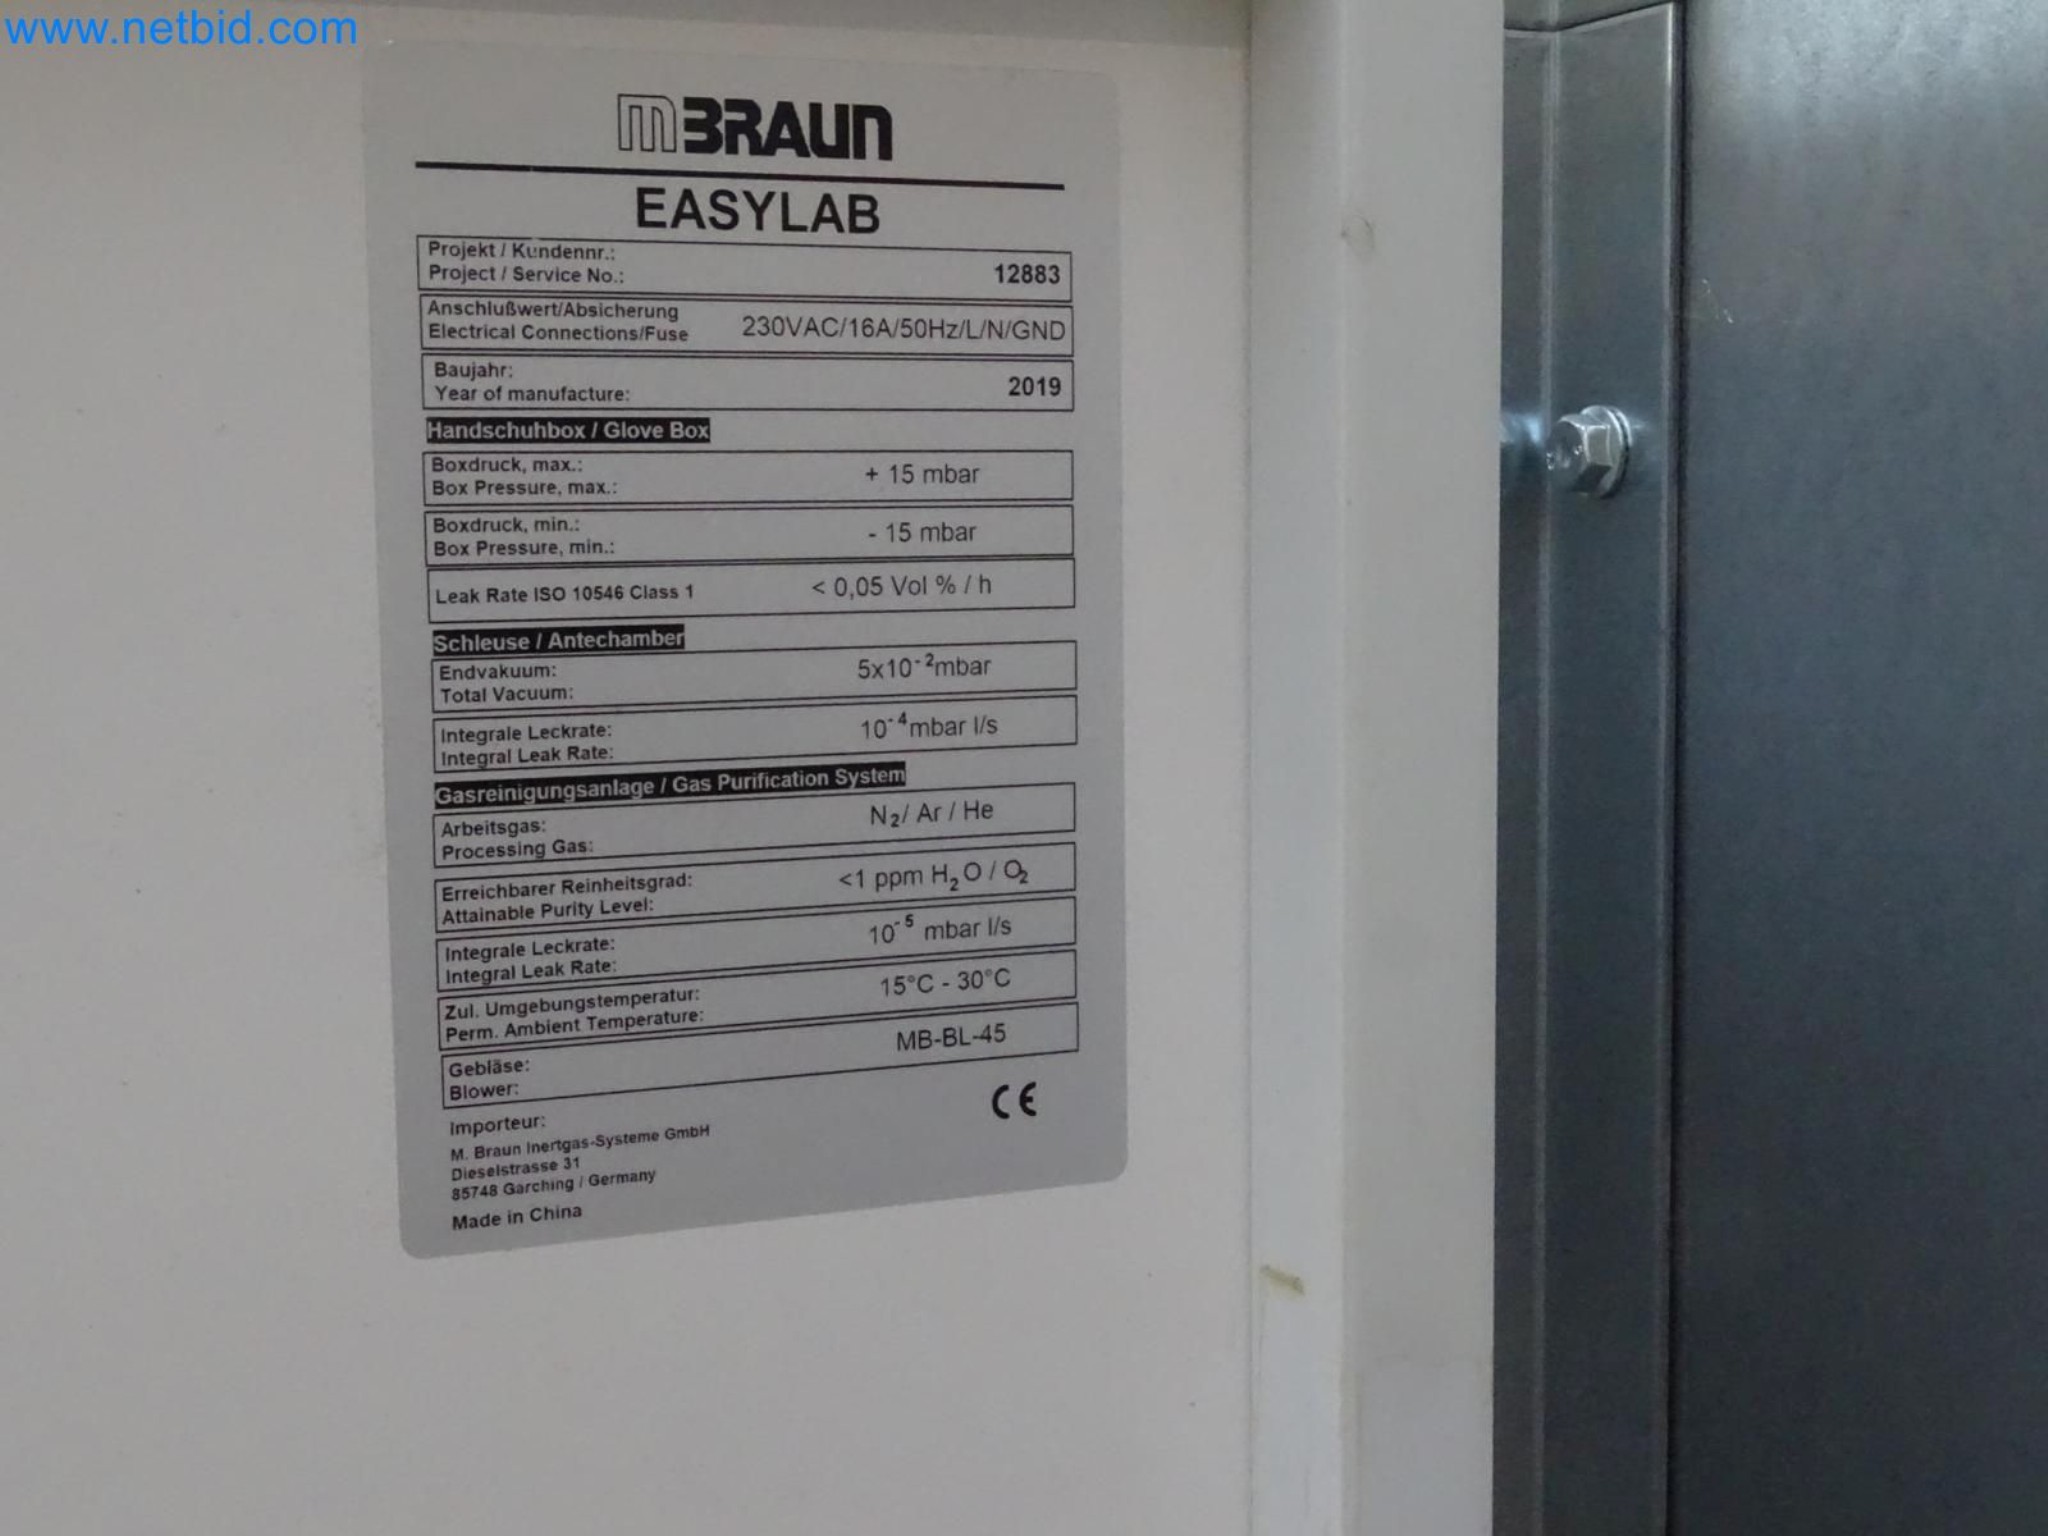 www.netbid.com
mBRAUN
EASYLAB
Projekt / Kundennr.:
Project / Service No.: 12883
Anschlußwert/Absicherung
Electrical Connections/Fuse 230VAC/16A/50Hz/L/N/GND
Baujahr:
Year of manufacture: 2019
Handschuhbox / Glove Box
Boxdruck, max.:
Box Pressure, max.: + 15 mbar
Boxdruck, min.:
Box Pressure, min.: - 15 mbar
Leak Rate ISO 10546 Class 1 < 0,05 Vol % / h
Schleuse / Antechamber
Endvakuum:
Total Vacuum: 5x10⁻²mbar
Integrale Leckrate:
Integral Leak Rate: 10⁻⁴mbar l/s
Gasreinigungsanlage / Gas Purification System
Arbeitsgas:
Processing Gas: N₂/ Ar / He
Erreichbarer Reinheitsgrad:
Attainable Purity Level: <1 ppm H₂O / O₂
Integrale Leckrate:
Integral Leak Rate: 10⁻⁵ mbar l/s
Zul. Umgebungstemperatur:
Perm. Ambient Temperature: 15°C - 30°C
Gebläse:
Blower: MB-BL-45
CE
Importeur:
M. Braun Inertgas-Systeme GmbH
Dieselstrasse 31
85748 Garching / Germany
Made in China